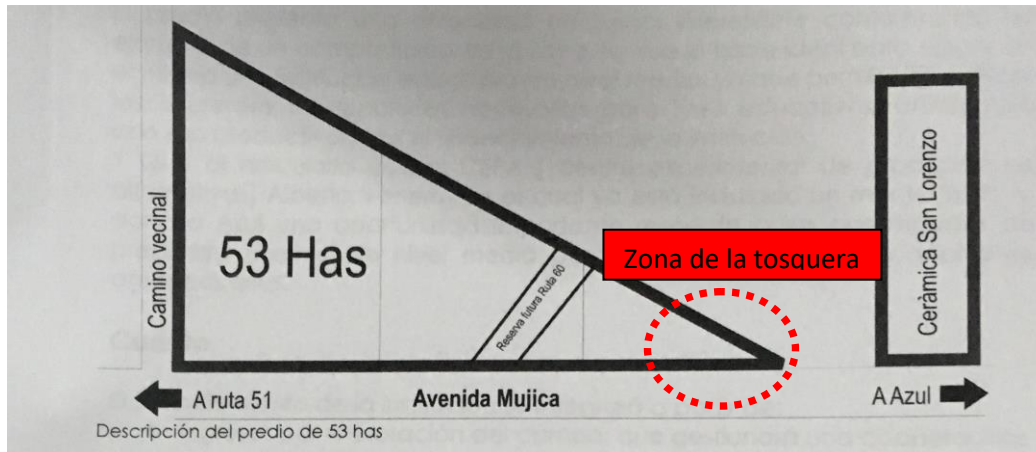 Camino vecinal
53 Has
Reserva futura Ruta 60
Zona de la tosquera
Ceràmica San Lorenzo
A ruta 51
Avenida Mujica
A Azul
Descripción del predio de 53 has